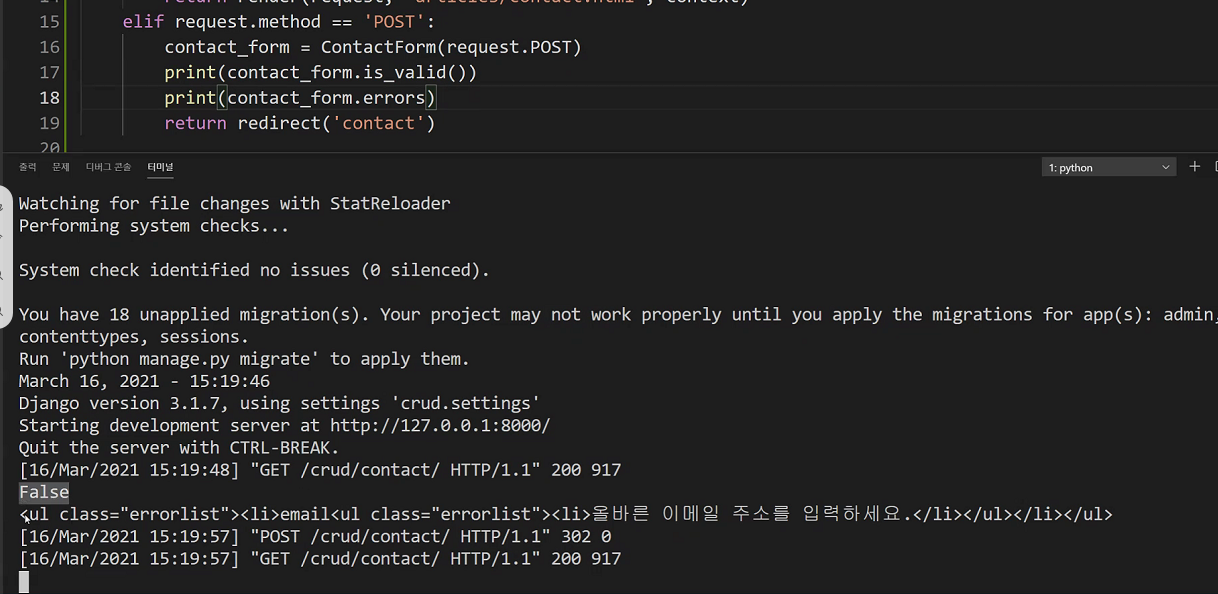 return render(request, 'articles/contact.html', context)
15 elif request.method == 'POST':
16 contact_form = ContactForm(request.POST)
17 print(contact_form.is_valid())
18 print(contact_form.errors)
19 return redirect('contact')
20
출력 문제 디버그 콘솔 터미널 1: python
Watching for file changes with StatReloader
Performing system checks...
System check identified no issues (0 silenced).
You have 18 unapplied migration(s). Your project may not work properly until you apply the migrations for app(s): admin,
contenttypes, sessions.
Run 'python manage.py migrate' to apply them.
March 16, 2021 - 15:19:46
Django version 3.1.7, using settings 'crud.settings'
Starting development server at http://127.0.0.1:8000/
Quit the server with CTRL-BREAK.
[16/Mar/2021 15:19:48] "GET /crud/contact/ HTTP/1.1" 200 917
False
<ul class="errorlist"><li>email<ul class="errorlist"><li>올바른 이메일 주소를 입력하세요.</li></ul></li></ul>
[16/Mar/2021 15:19:57] "POST /crud/contact/ HTTP/1.1" 302 0
[16/Mar/2021 15:19:57] "GET /crud/contact/ HTTP/1.1" 200 917